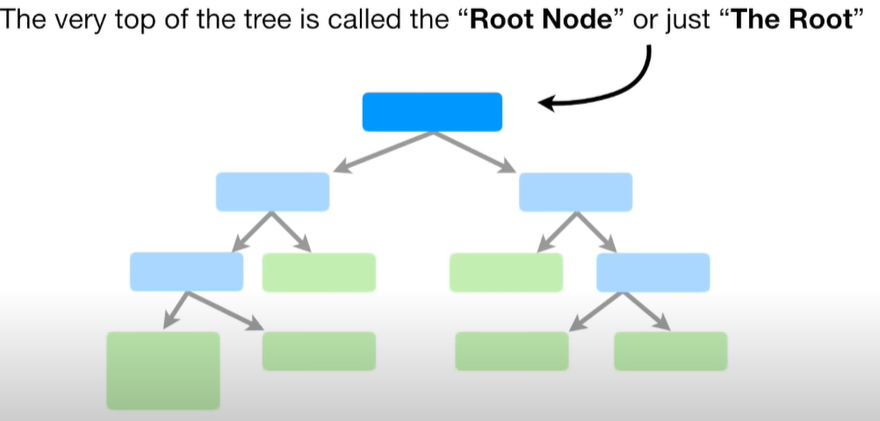 The very top of the tree is called the “Root Node” or just “The Root”